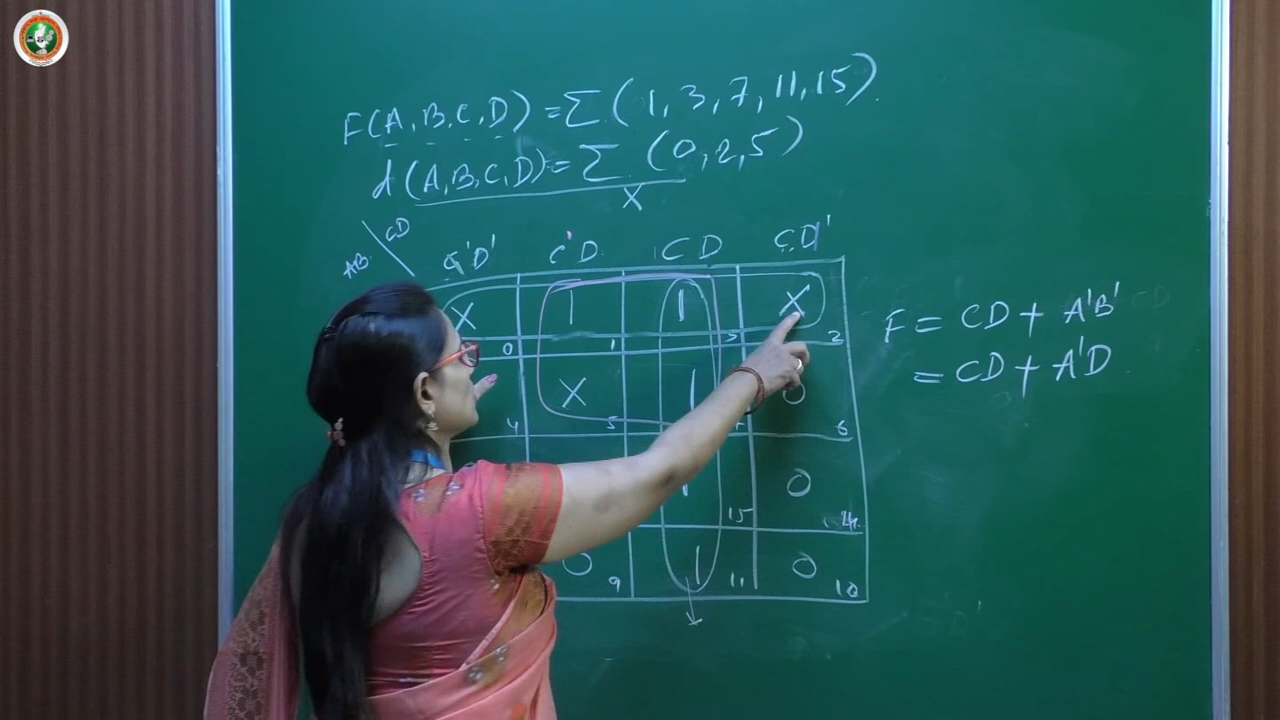 F(A, B, C, D) = Σ (1, 3, 7, 11, 15).
d(A, B, C, D) = Σ (0, 2, 5)
X
AB \ CD C'D' C'D CD CD'
X 1 1 X
0 1 3 2
X 1 0
4 5 6
1 0
15 14
0 1 0
9 11 10
F = CD + A'B'
= CD + A'D